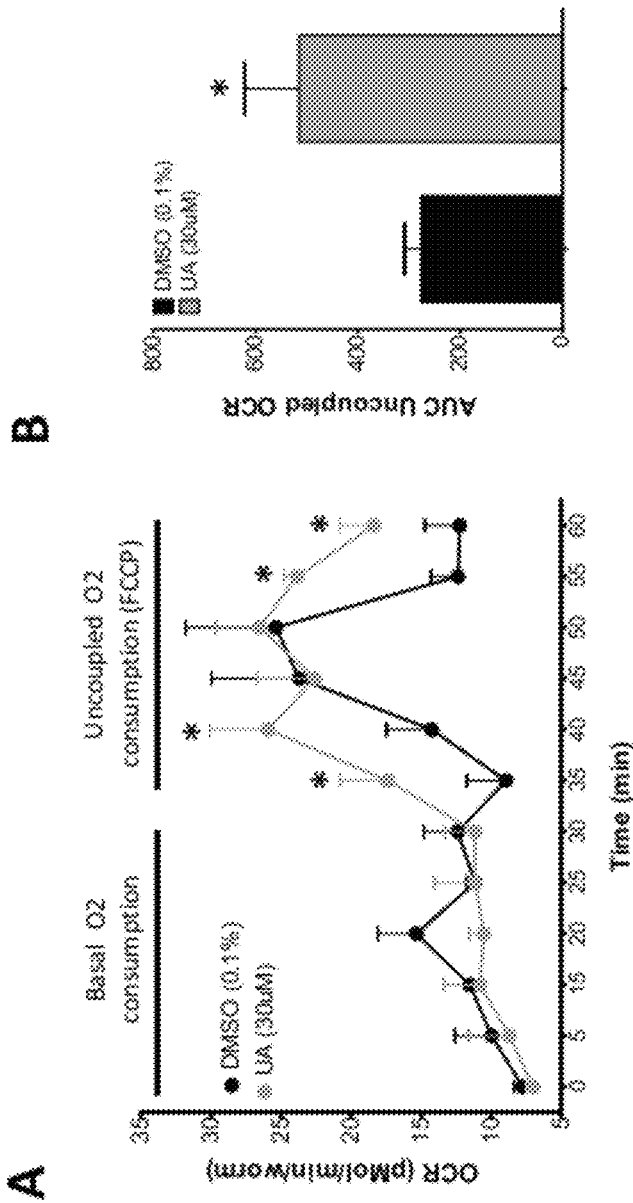 A
Basal O2
consumption
Uncoupled O2
consumption (FCCP)
DMSO (0.1%)
UA (30uM)
* * * *
OCR (pMol/min/worm)
35
30
25
20
15
10
5
0 5 15 20 25 30 35 40 45 50 55 60
Time (min)
B
DMSO (0.1%)
UA (30uM)
*
AUC Uncoupled OCR
800
600
400
200
0